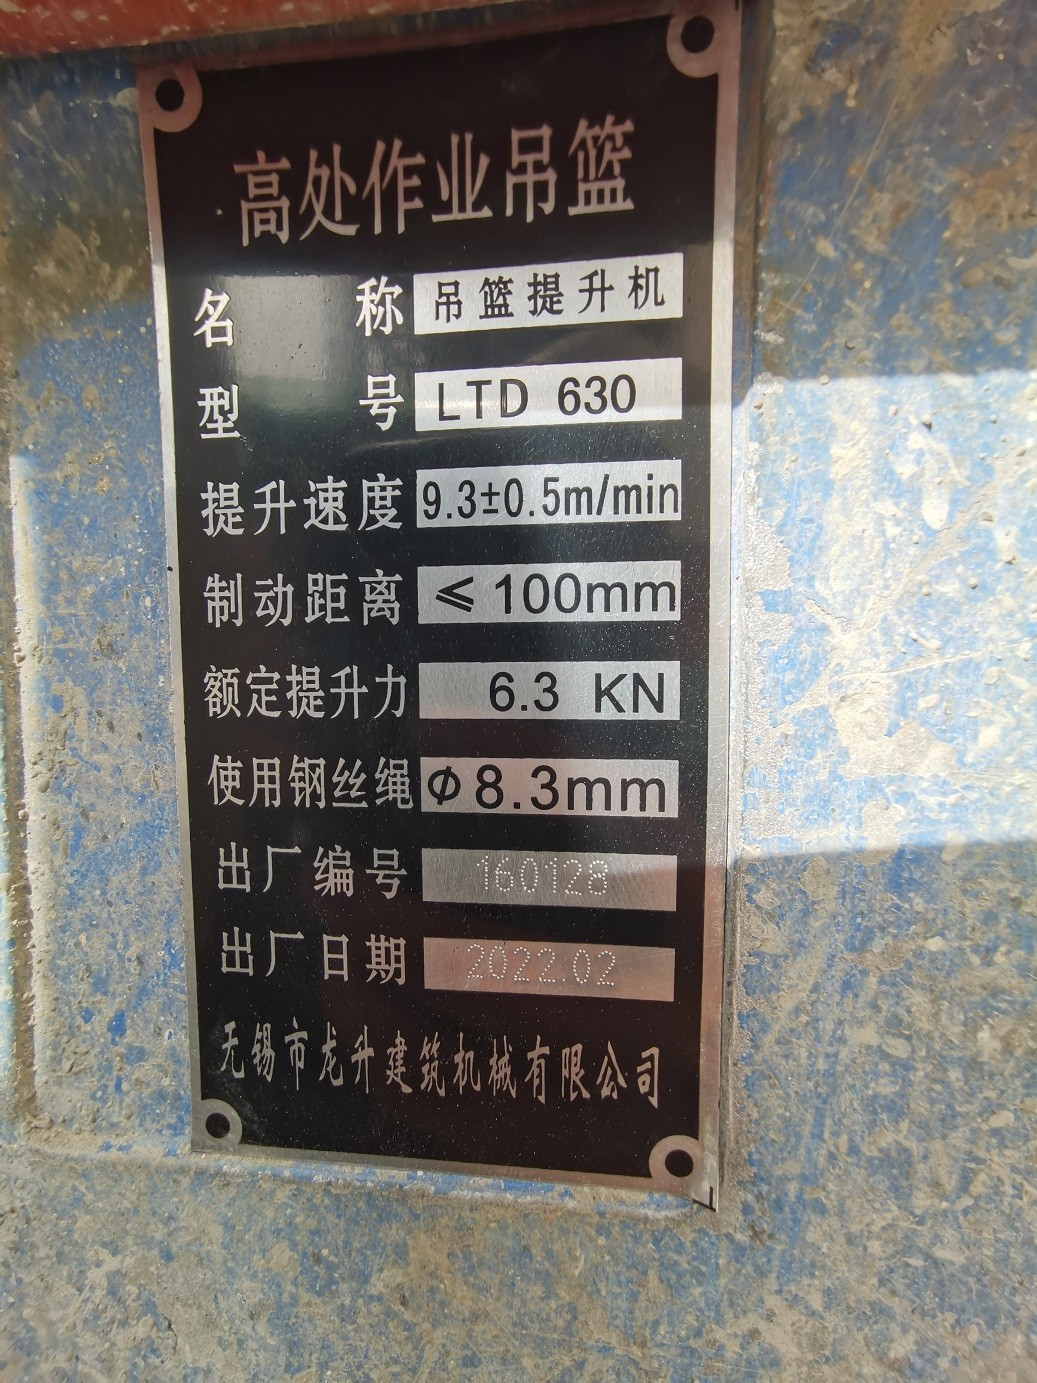 高处作业吊篮
名称 吊篮提升机
型号 LTD 630
提升速度 9.3±0.5m/min
制动距离 ≤100mm
额定提升力 6.3 KN
使用钢丝绳 Φ8.3mm
出厂编号 160128
出厂日期 2022.02
无锡市龙升建筑机械有限公司